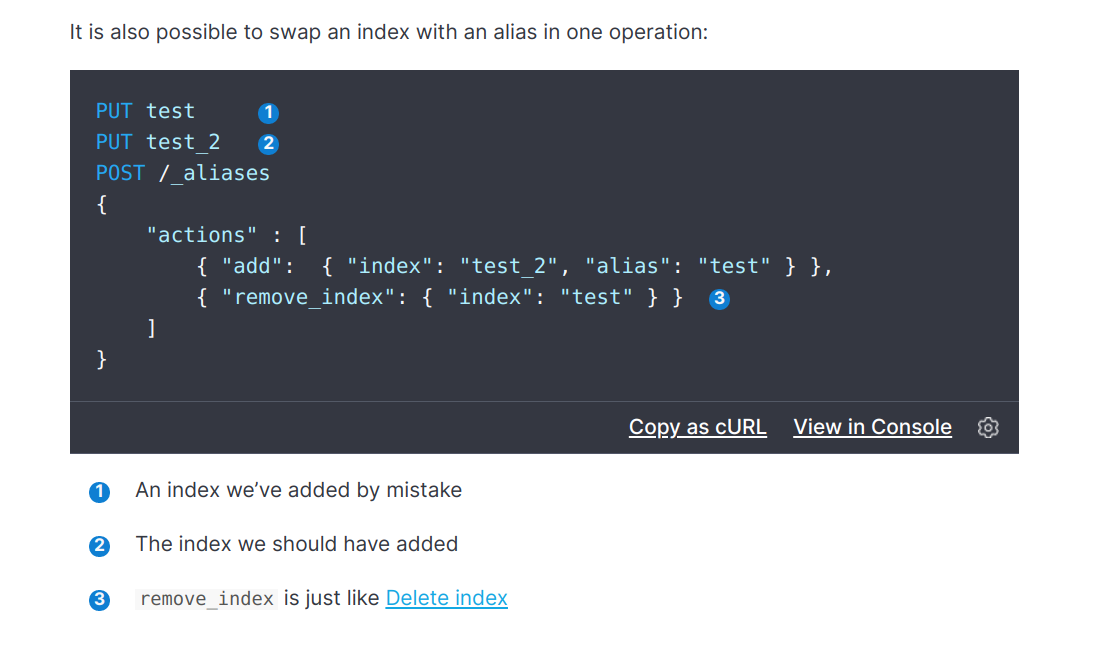 It is also possible to swap an index with an alias in one operation:
PUT test 1
PUT test_2 2
POST /_aliases
{
    "actions" : [
        { "add":  { "index": "test_2", "alias": "test" } },
        { "remove_index": { "index": "test" } } 3
    ]
}
Copy as cURL View in Console
1 An index we’ve added by mistake
2 The index we should have added
3 remove_index is just like Delete index